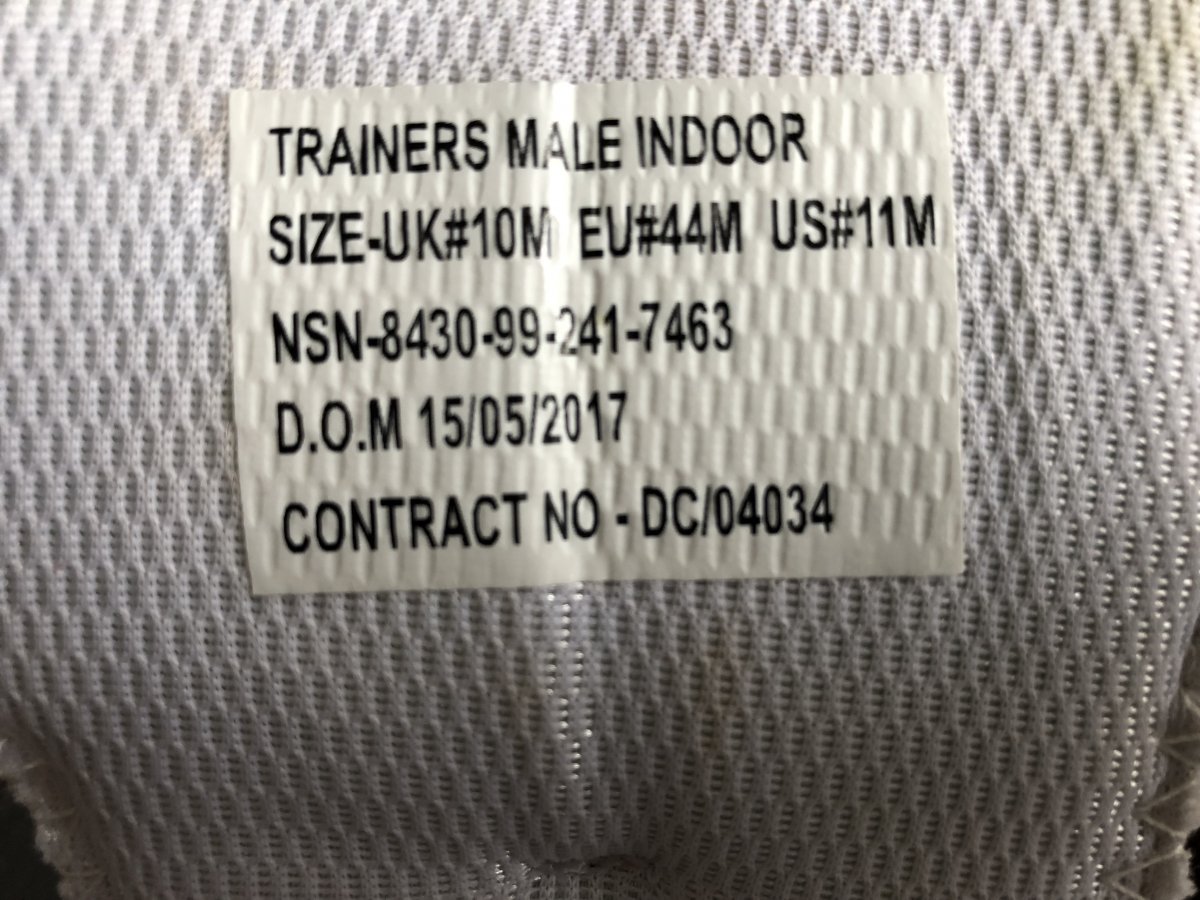 TRAINERS MALE INDOOR
SIZE-UK#10M EU#44M US#11M
NSN-8430-99-241-7463
D.O.M 15/05/2017
CONTRACT NO - DC/04034